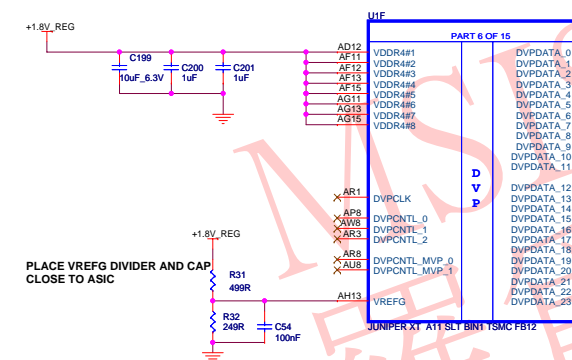 U1F
+1.8V_REG
PART 6 OF 15
C199
10uF_6.3V
C200
1uF
C201
1uF
AD12
AF11
AF12
AF13
AF15
AG11
AG13
AG15
VDDR4#1
VDDR4#2
VDDR4#3
VDDR4#4
VDDR4#5
VDDR4#6
VDDR4#7
VDDR4#8
DVPDATA_0
DVPDATA_1
DVPDATA_2
DVPDATA_3
DVPDATA_4
DVPDATA_5
DVPDATA_6
DVPDATA_7
DVPDATA_8
DVPDATA_9
DVPDATA_10
DVPDATA_11
D
V
P
DVPDATA_12
DVPDATA_13
DVPDATA_14
DVPDATA_15
DVPDATA_16
DVPDATA_17
DVPDATA_18
DVPDATA_19
DVPDATA_20
DVPDATA_21
DVPDATA_22
DVPDATA_23
AR1
DVPCLK
AP8
AW8
AR3
DVPCNTL_0
DVPCNTL_1
DVPCNTL_2
AR8
AU8
DVPCNTL_MVP_0
DVPCNTL_MVP_1
+1.8V_REG
PLACE VREFG DIVIDER AND CAP
CLOSE TO ASIC
R31
499R
AH13
VREFG
R32
249R
C54
100nF
JUNIPER XT A11 SLT BIN1 TSMC FB12